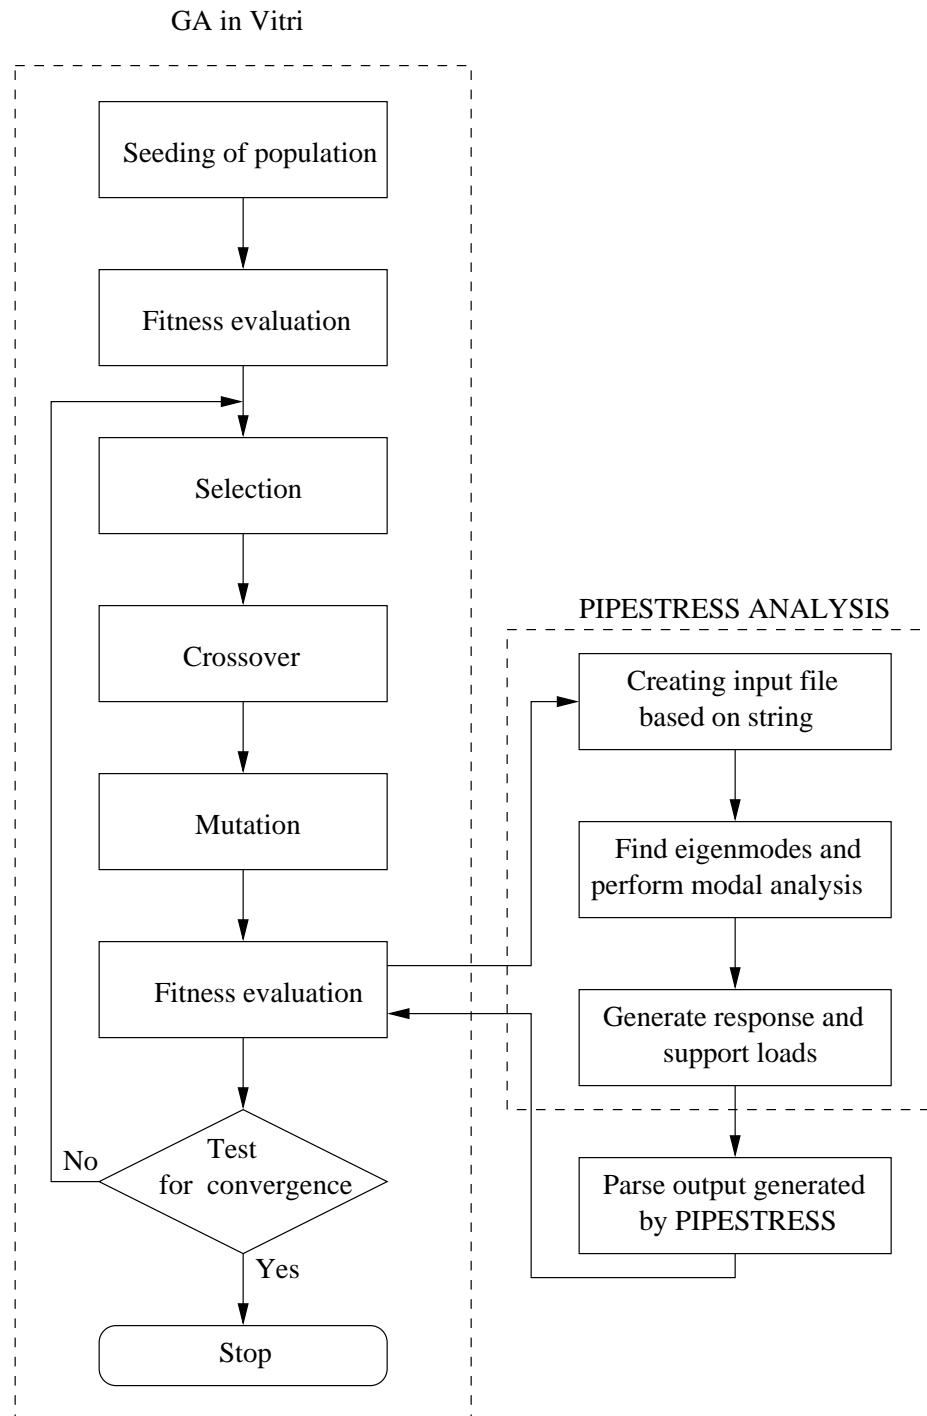 GA in Vitri
Seeding of population
Fitness evaluation
Selection
Crossover
Mutation
Fitness evaluation
Test
for convergence
No
Yes
Stop
PIPESTRESS ANALYSIS
Creating input file
based on string
Find eigenmodes and
perform modal analysis
Generate response and
support loads
Parse output generated
by PIPESTRESS